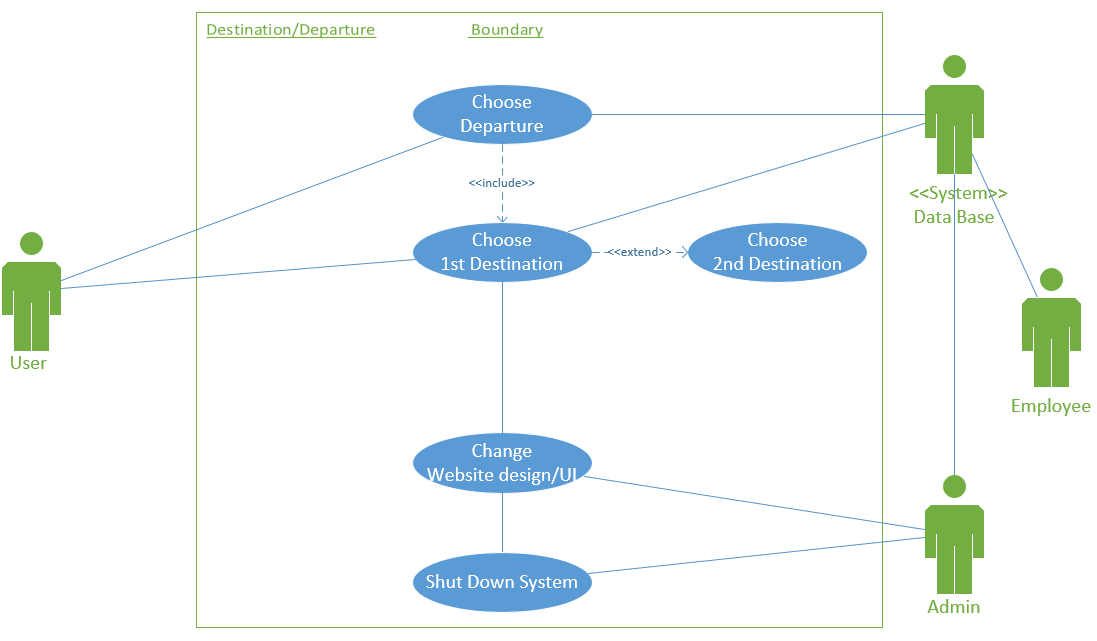 Destination/Departure Boundary
Choose
Departure
<<include>>
<<System>>
Data Base
Choose
1st Destination
<<extend>>
Choose
2nd Destination
User
Employee
Change
Website design/UI
Shut Down System
Admin